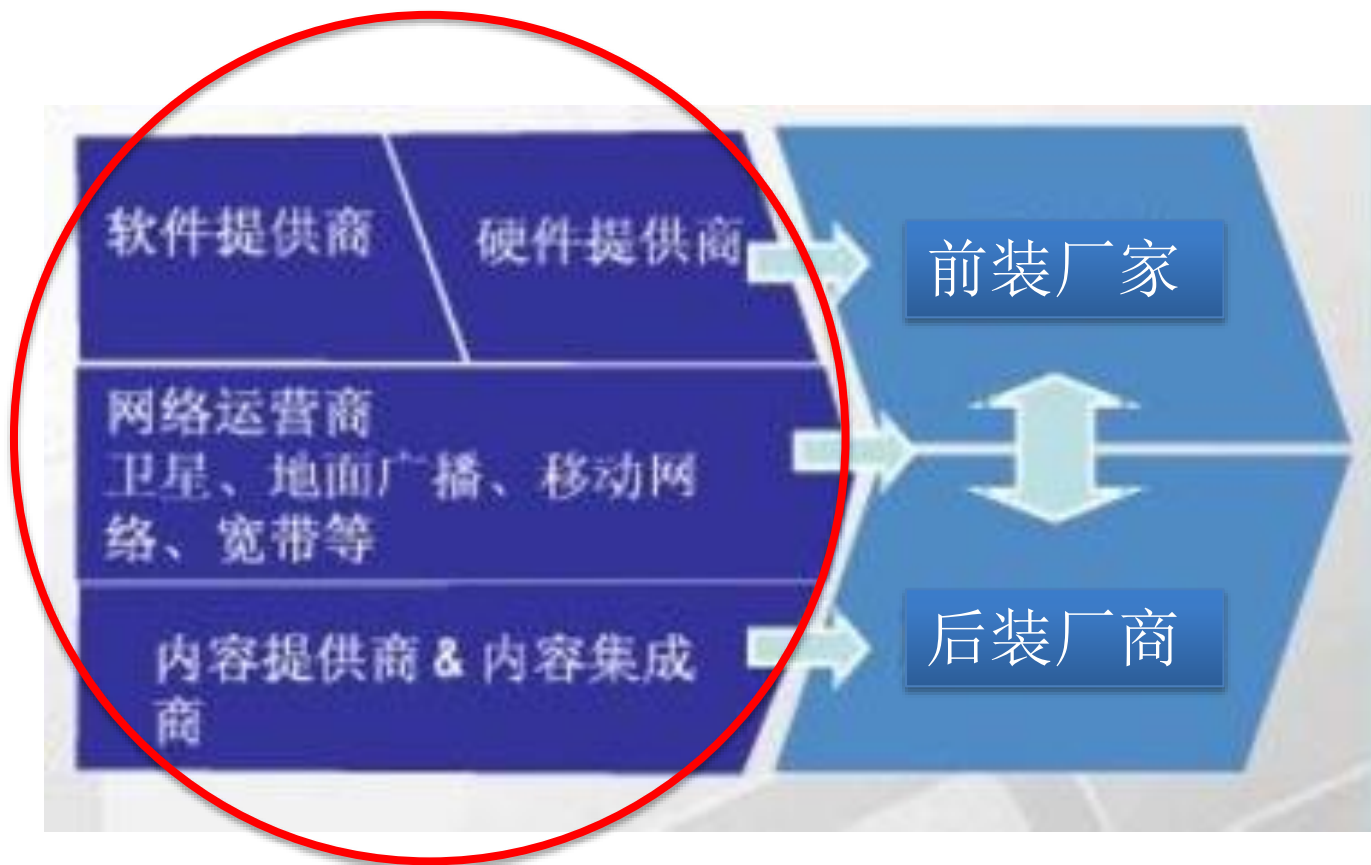 软件提供商
硬件提供商
前装厂家
网络运营商
卫星、地面广播、移动网
络、宽带等
内容提供商 & 内容集成
商
后装厂商